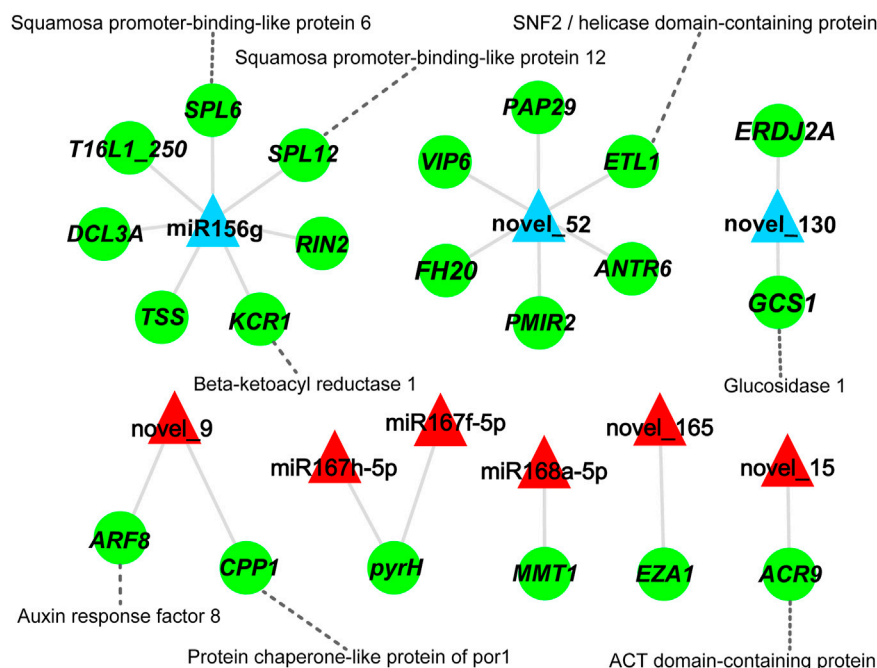 Squamosa promoter-binding-like protein 6
SNF2 / helicase domain-containing protein
Squamosa promoter-binding-like protein 12
SPL6
PAP29
ERDJ2A
T16L1_250
SPL12
VIP6
ETL1
miR156g
novel_52
novel_130
DCL3A
RIN2
FH20
ANTR6
GCS1
TSS
KCR1
PMIR2
Beta-ketoacyl reductase 1
Glucosidase 1
novel_9
miR167f-5p
novel_165
miR167h-5p
miR168a-5p
novel_15
ARF8
CPP1
pyrH
MMT1
EZA1
ACR9
Auxin response factor 8
Protein chaperone-like protein of por1
ACT domain-containing protein